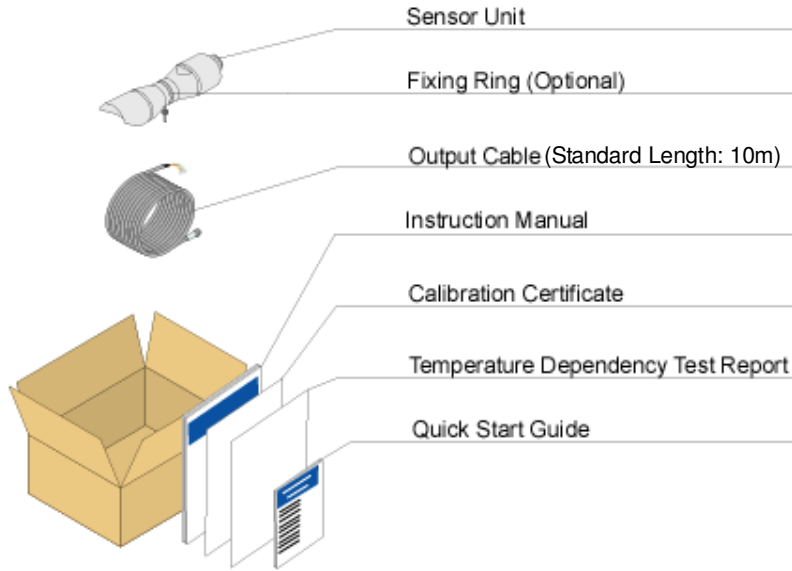 Sensor Unit
Fixing Ring (Optional)
Output Cable (Standard Length: 10m)
Instruction Manual
Calibration Certificate
Temperature Dependency Test Report
Quick Start Guide